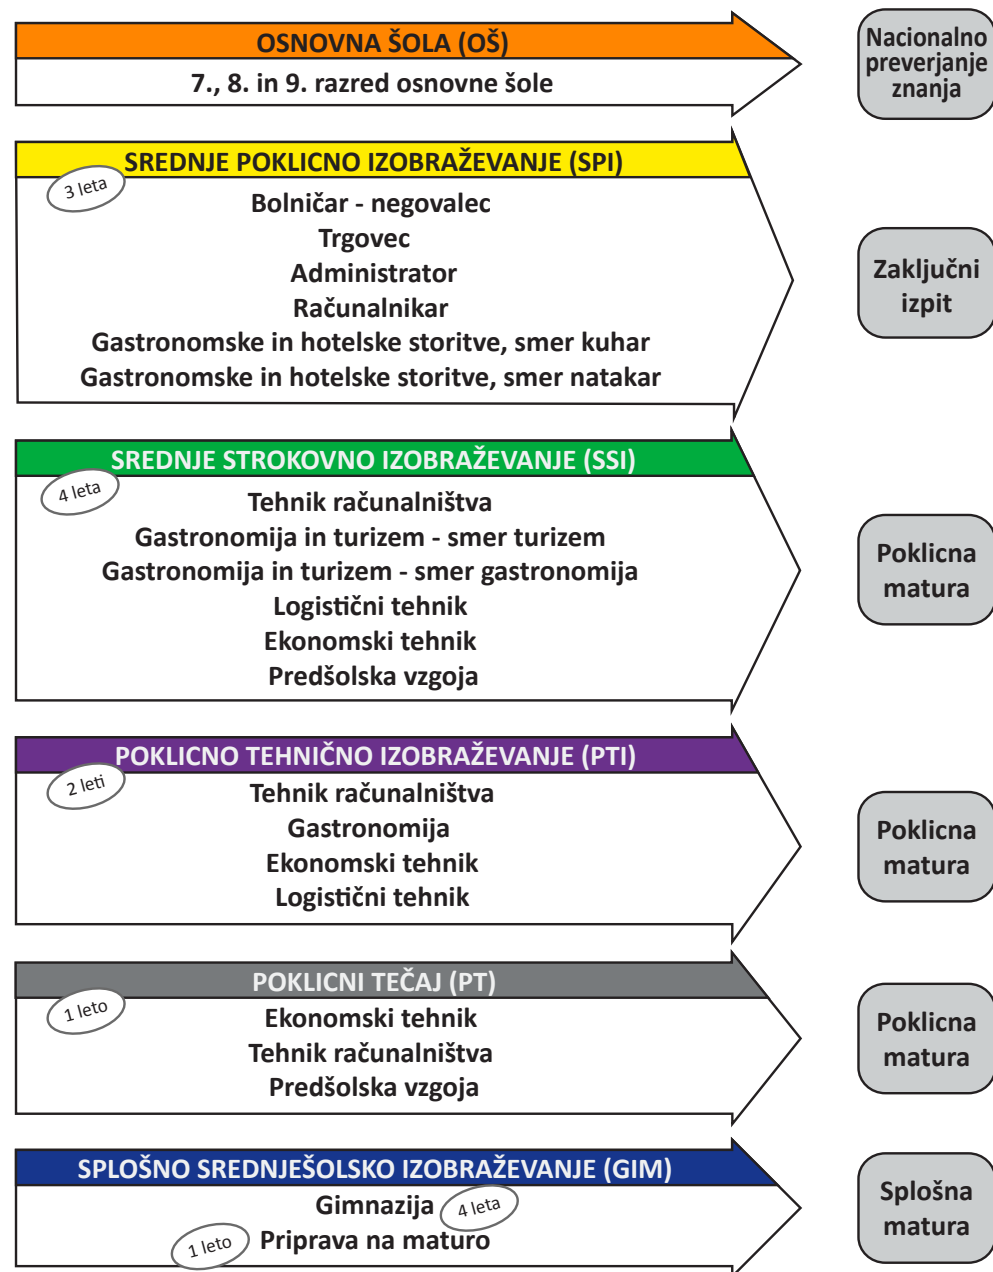 OSNOVNA ŠOLA (OŠ)
7., 8. in 9. razred osnovne šole
Nacionalno
preverjanje
znanja
SREDNJE POKLICNO IZOBRAŽEVANJE (SPI)
3 leta
Bolničar - negovalec
Trgovec
Administrator
Računalnikar
Gastronomske in hotelske storitve, smer kuhar
Gastronomske in hotelske storitve, smer natakar
Zaključni
izpit
SREDNJE STROKOVNO IZOBRAŽEVANJE (SSI)
4 leta
Tehnik računalništva
Gastronomija in turizem - smer turizem
Gastronomija in turizem - smer gastronomija
Logistični tehnik
Ekonomski tehnik
Predšolska vzgoja
Poklicna
matura
POKLICNO TEHNIČNO IZOBRAŽEVANJE (PTI)
2 leti
Tehnik računalništva
Gastronomija
Ekonomski tehnik
Logistični tehnik
Poklicna
matura
POKLICNI TEČAJ (PT)
1 leto
Ekonomski tehnik
Tehnik računalništva
Predšolska vzgoja
Poklicna
matura
SPLOŠNO SREDNJEŠOLSKO IZOBRAŽEVANJE (GIM)
Gimnazija 4 leta
1 leto Priprava na maturo
Splošna
matura